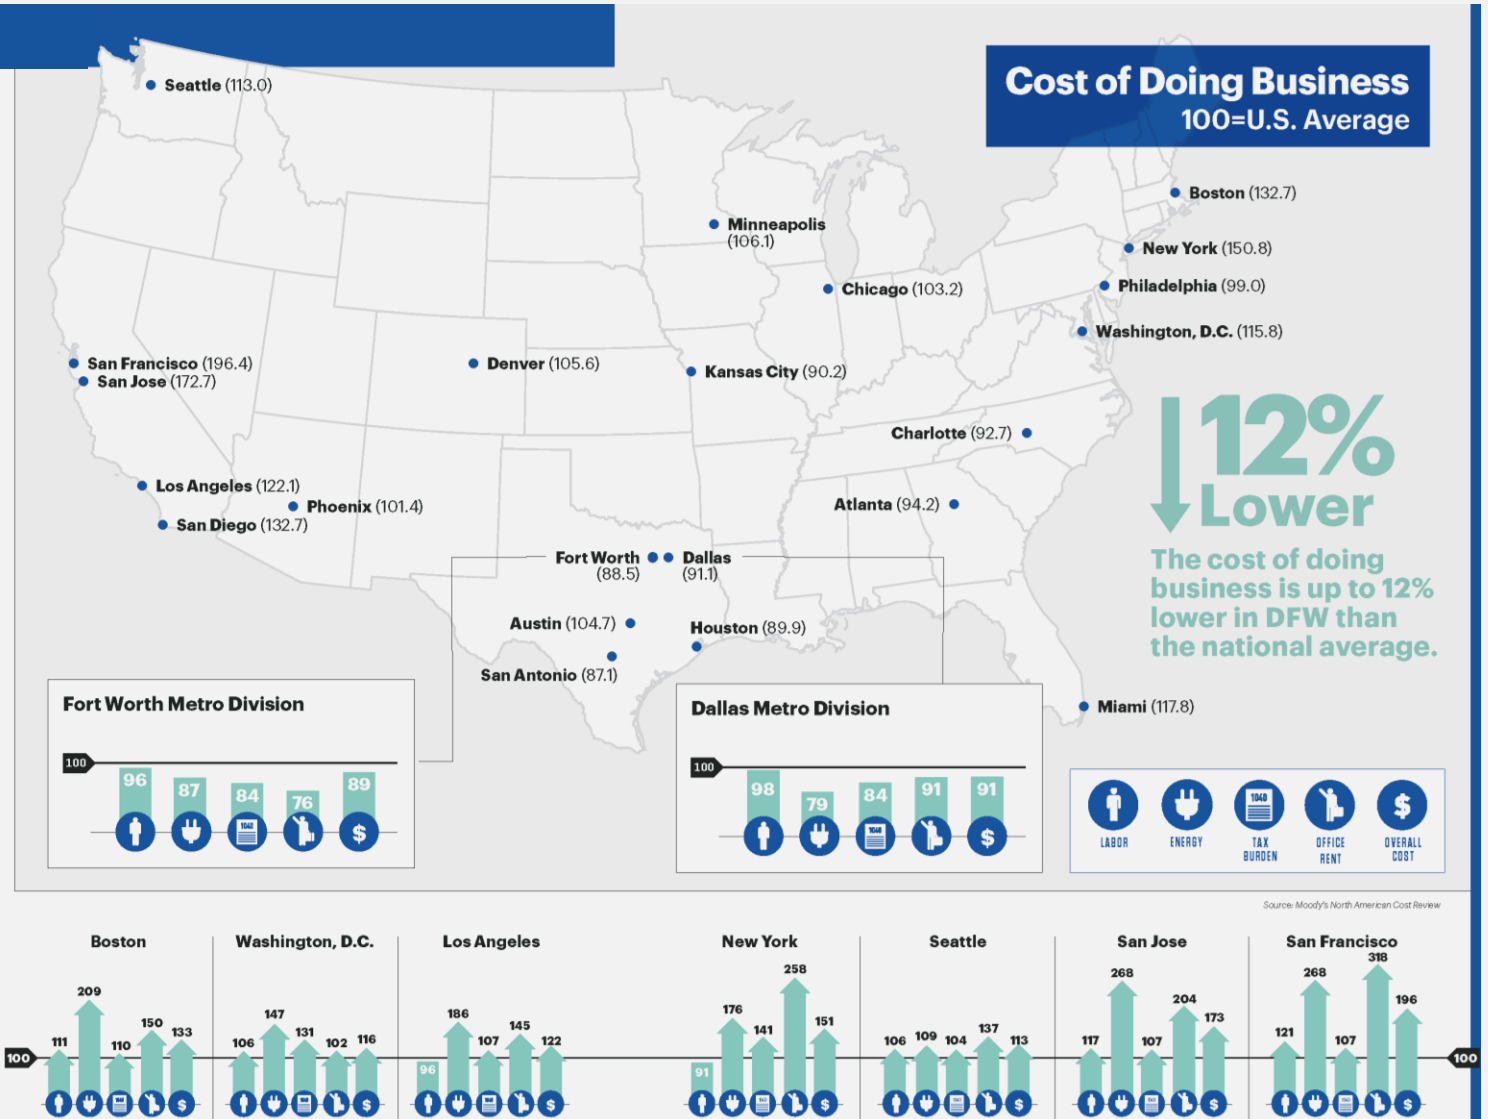 Cost of Doing Business
100=U.S. Average
Seattle (113.0)
Boston (132.7)
Minneapolis
(106.1)
New York (150.8)
Chicago (103.2)
Philadelphia (99.0)
Washington, D.C. (115.8)
San Francisco (196.4)
San Jose (172.7)
Denver (105.6)
Kansas City (90.2)
Charlotte (92.7)
Los Angeles (122.1)
Phoenix (101.4)
San Diego (132.7)
Atlanta (94.2)
Fort Worth
(88.5)
Dallas
(91.1)
Austin (104.7)
Houston (89.9)
San Antonio (87.1)
Miami (117.8)
12%
Lower
The cost of doing
business is up to 12%
lower in DFW than
the national average.
Fort Worth Metro Division
100
96 87 84 76 89
1040
Dallas Metro Division
100
98 79 84 91 91
1040
1040
$
LABOR
ENERGY
TAX
BURDEN
OFFICE
RENT
OVERALL
COST
Source: Moody's North American Cost Review
Boston
111 209 110 150 133
Washington, D.C.
106 147 131 102 116
Los Angeles
96 186 107 145 122
New York
91 176 141 258 151
Seattle
106 109 104 137 113
San Jose
117 268 107 204 173
San Francisco
121 268 107 318 196
100
100